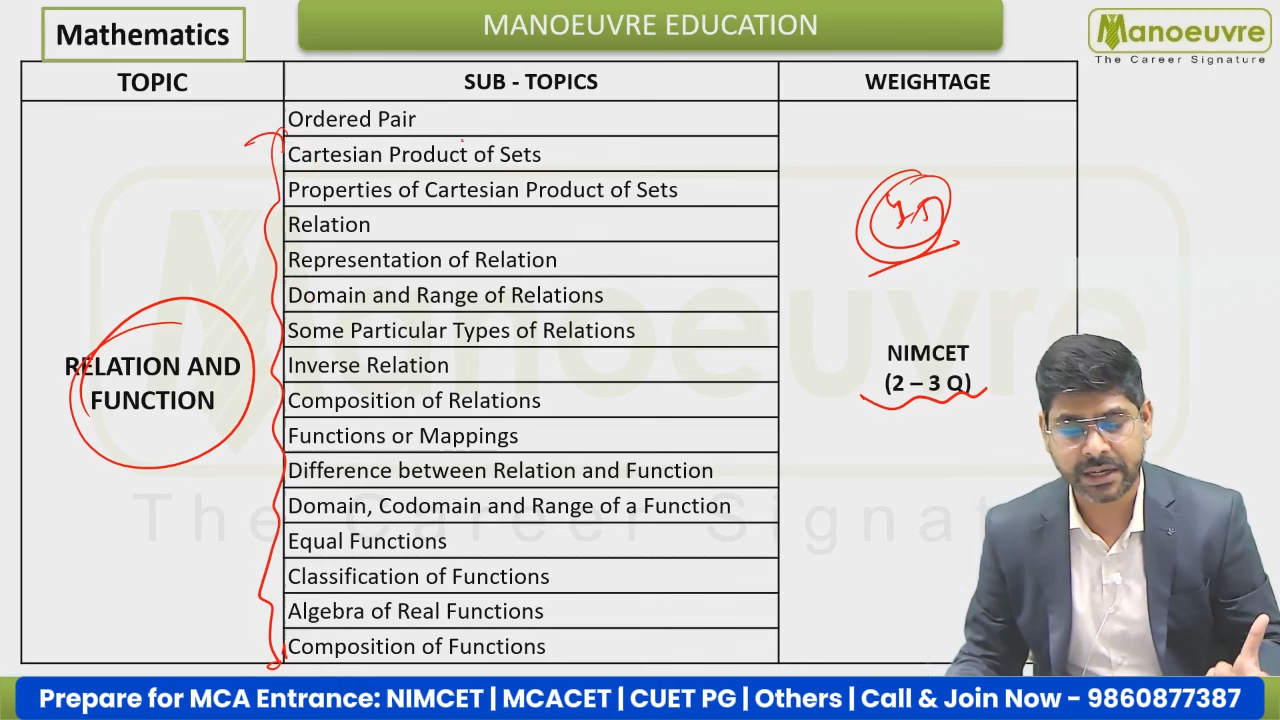 Mathematics
MANOEUVRE EDUCATION
Manoeuvre
The Career Signature
TOPIC
SUB - TOPICS
WEIGHTAGE
RELATION AND
FUNCTION
Ordered Pair
Cartesian Product of Sets
Properties of Cartesian Product of Sets
Relation
Representation of Relation
Domain and Range of Relations
Some Particular Types of Relations
Inverse Relation
Composition of Relations
Functions or Mappings
Difference between Relation and Function
Domain, Codomain and Range of a Function
Equal Functions
Classification of Functions
Algebra of Real Functions
Composition of Functions
NIMCET
(2 – 3 Q)
Manoeuvre
The Career Signat
Prepare for MCA Entrance: NIMCET | MCACET | CUET PG | Others | Call & Join Now - 9860877387